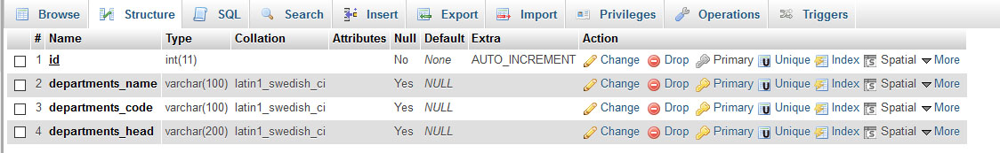 Browse Structure SQL Search Insert Export Import Privileges Operations Triggers
# Name Type Collation Attributes Null Default Extra Action
1 id int(11) No None AUTO_INCREMENT Change Drop Primary Unique Index Spatial More
2 departments_name varchar(100) latin1_swedish_ci Yes NULL Change Drop Primary Unique Index Spatial More
3 departments_code varchar(100) latin1_swedish_ci Yes NULL Change Drop Primary Unique Index Spatial More
4 departments_head varchar(200) latin1_swedish_ci Yes NULL Change Drop Primary Unique Index Spatial More